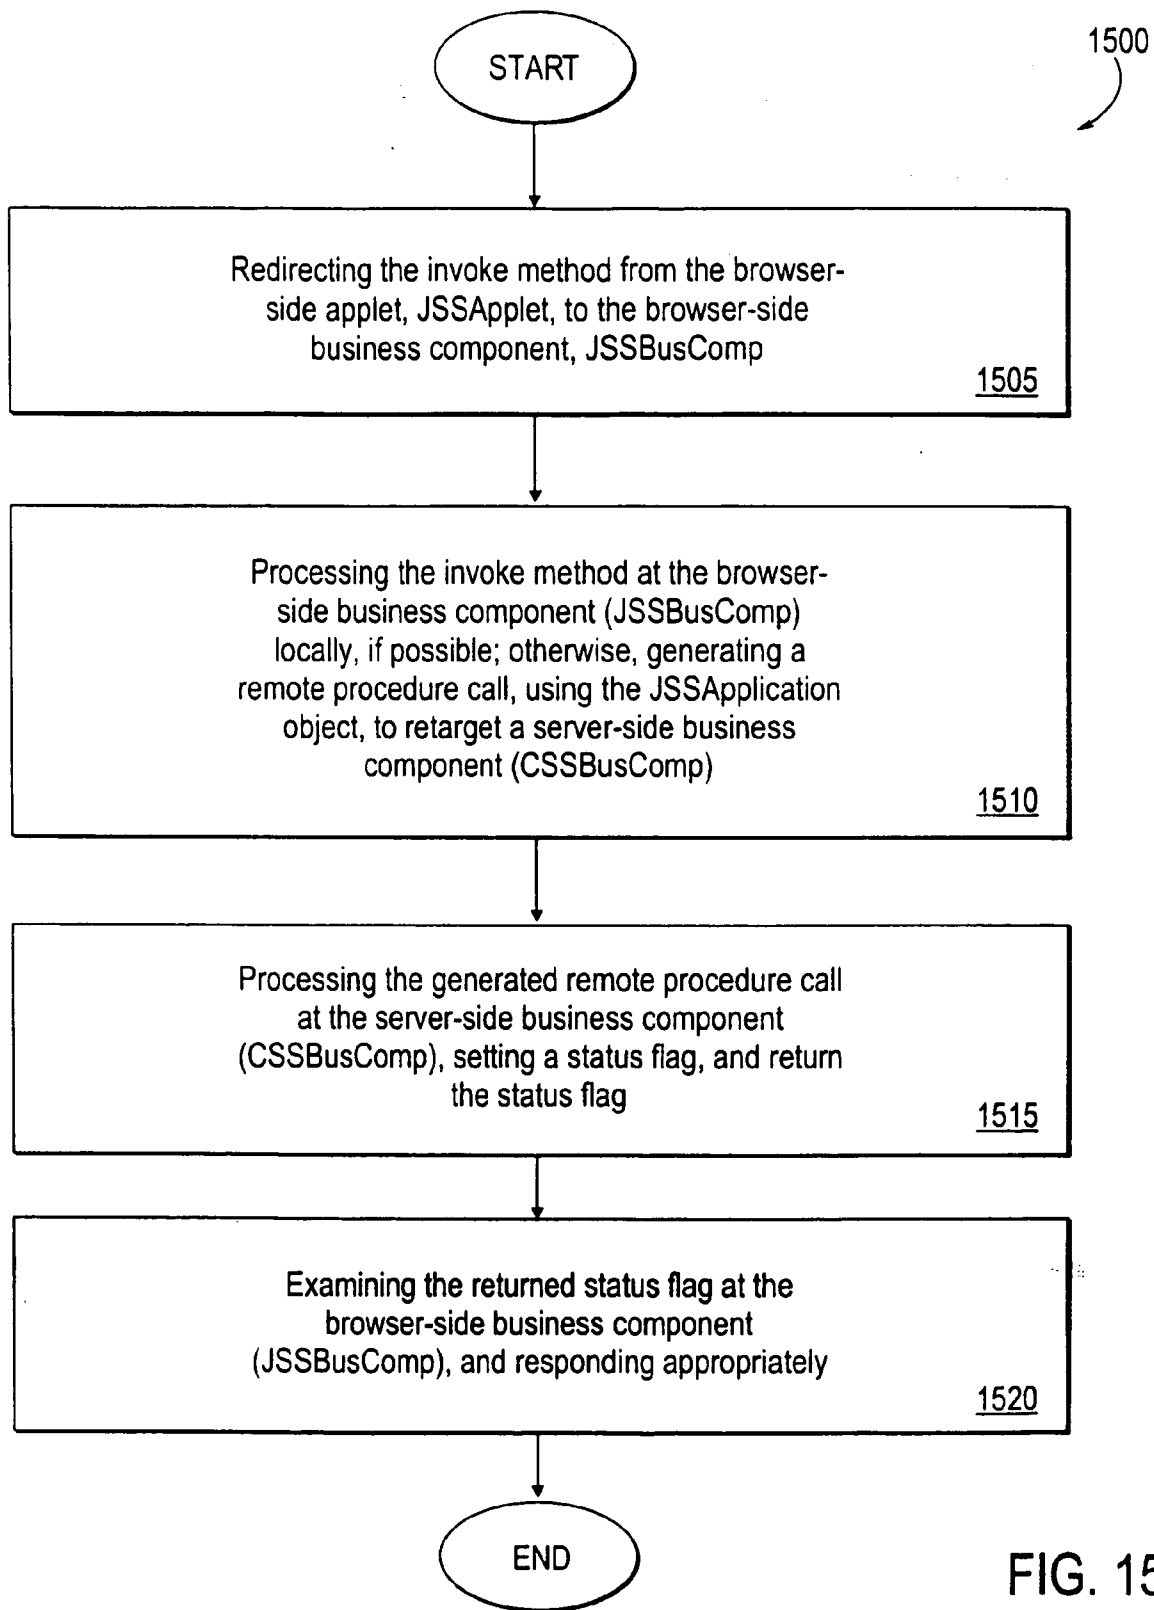 START
1500
Redirecting the invoke method from the browser-
side applet, JSSApplet, to the browser-side
business component, JSSBusComp
1505
Processing the invoke method at the browser-
side business component (JSSBusComp)
locally, if possible; otherwise, generating a
remote procedure call, using the JSSApplication
object, to retarget a server-side business
component (CSSBusComp)
1510
Processing the generated remote procedure call
at the server-side business component
(CSSBusComp), setting a status flag, and return
the status flag
1515
Examining the returned status flag at the
browser-side business component
(JSSBusComp), and responding appropriately
1520
END
FIG. 15